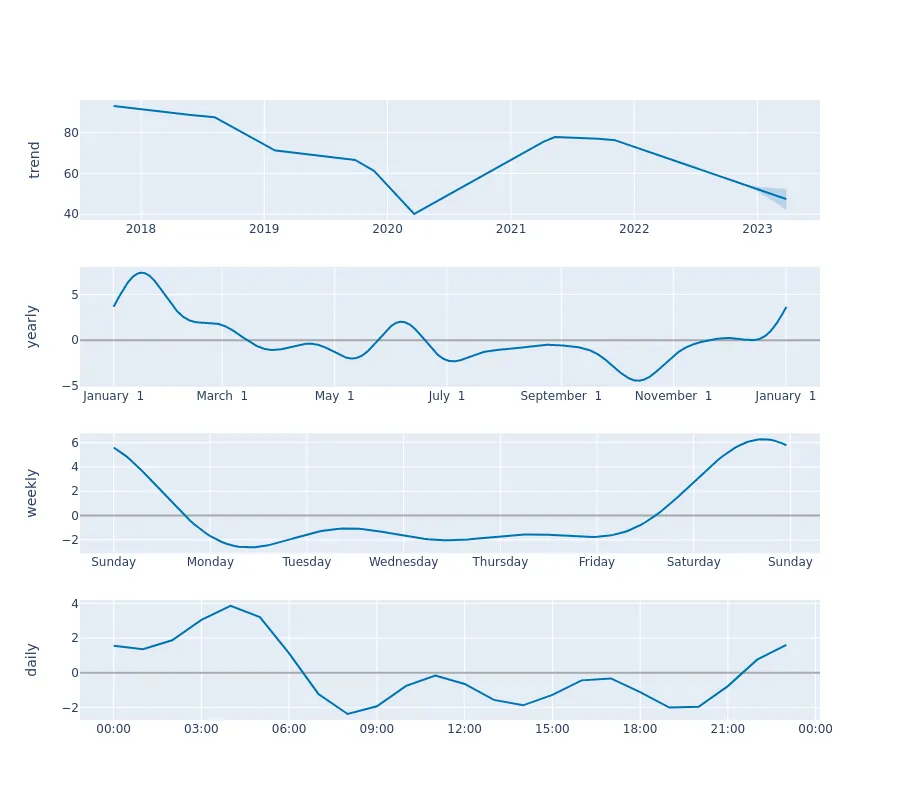 trend
80
60
40
2018 2019 2020 2021 2022 2023
yearly
5
0
−5
January 1 March 1 May 1 July 1 September 1 November 1 January 1
weekly
6
4
2
0
−2
Sunday Monday Tuesday Wednesday Thursday Friday Saturday Sunday
daily
4
2
0
−2
00:00 03:00 06:00 09:00 12:00 15:00 18:00 21:00 00:00